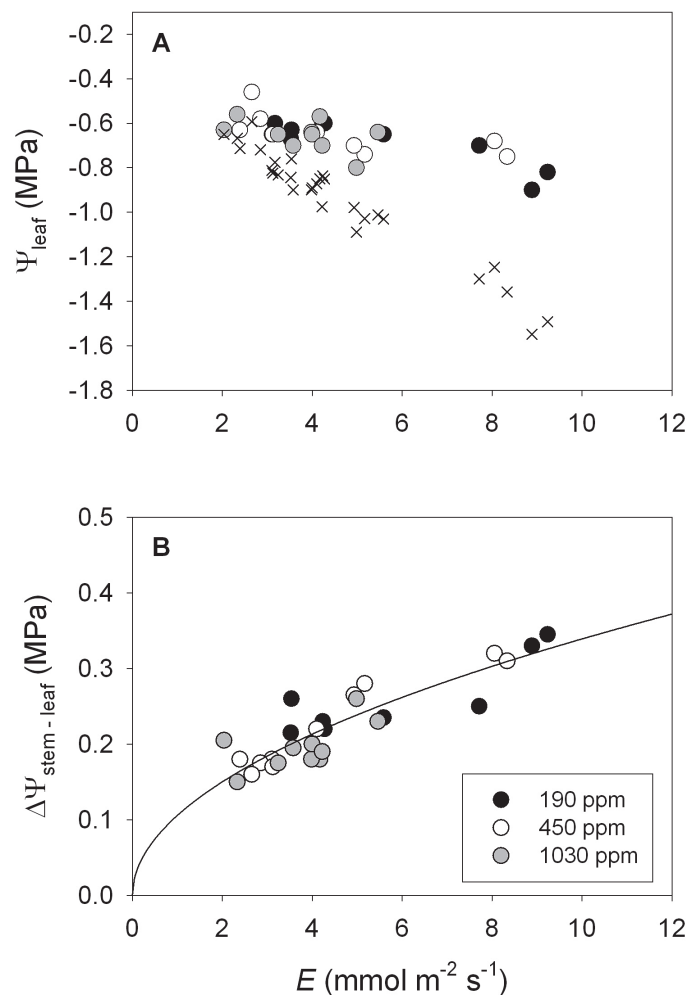 A
-0.2
-0.4
-0.6
-0.8
-1.0
-1.2
-1.4
-1.6
-1.8
Ψleaf (MPa)
0 2 4 6 8 10 12
B
0.5
0.4
0.3
0.2
0.1
0.0
ΔΨstem - leaf (MPa)
190 ppm
450 ppm
1030 ppm
0 2 4 6 8 10 12
E (mmol m⁻² s⁻¹)